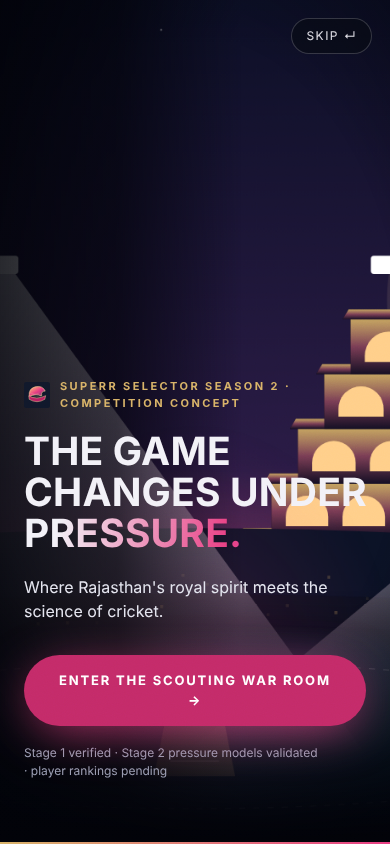 SKIP ↵
SUPERR SELECTOR SEASON 2 ·
COMPETITION CONCEPT
THE GAME
CHANGES UNDER
PRESSURE.
Where Rajasthan's royal spirit meets the
science of cricket.
ENTER THE SCOUTING WAR ROOM
→
Stage 1 verified · Stage 2 pressure models validated
· player rankings pending